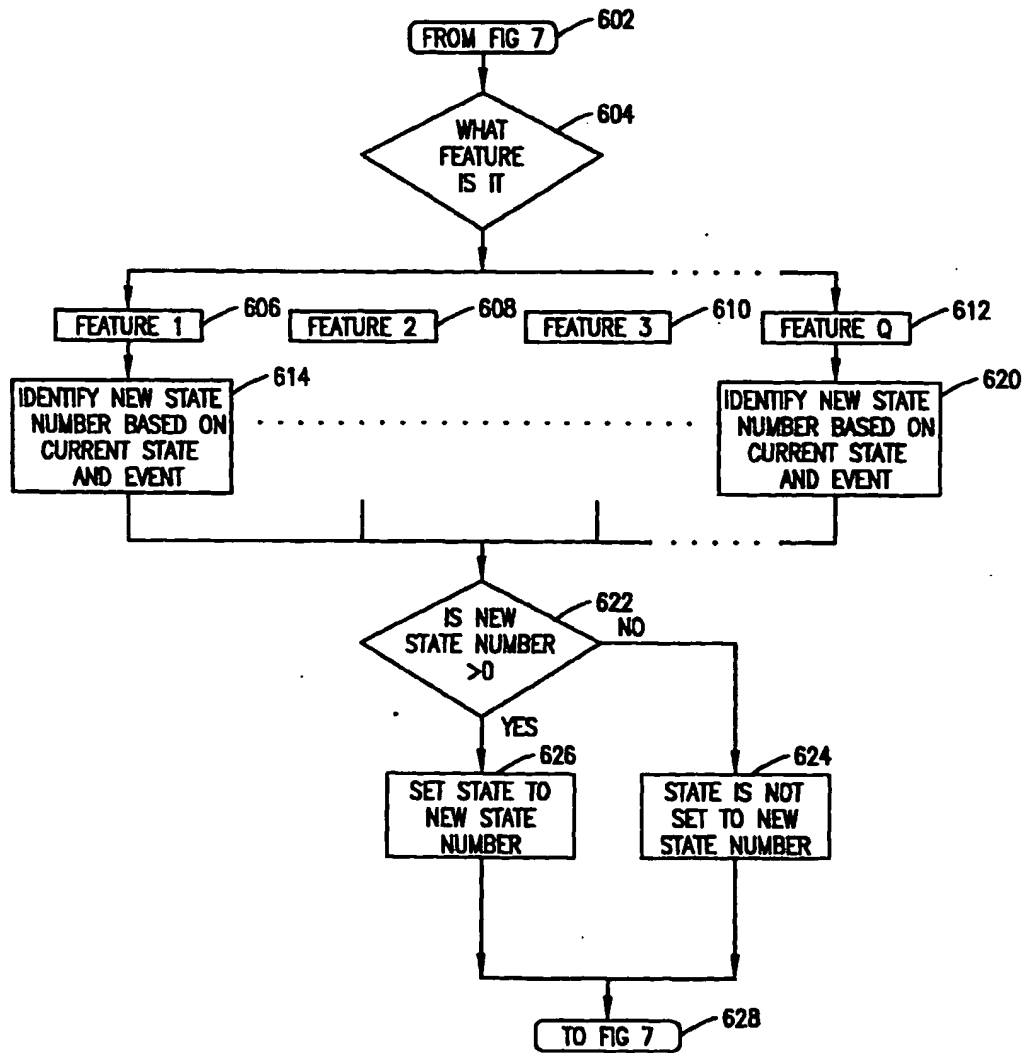 FROM FIG 7
602
WHAT
FEATURE
IS IT
604
FEATURE 1
606
FEATURE 2
608
FEATURE 3
610
FEATURE Q
612
IDENTIFY NEW STATE
NUMBER BASED ON
CURRENT STATE
AND EVENT
614
IDENTIFY NEW STATE
NUMBER BASED ON
CURRENT STATE
AND EVENT
620
IS NEW
STATE NUMBER
>0
622
NO
YES
SET STATE TO
NEW STATE
NUMBER
626
STATE IS NOT
SET TO NEW
STATE NUMBER
624
TO FIG 7
628